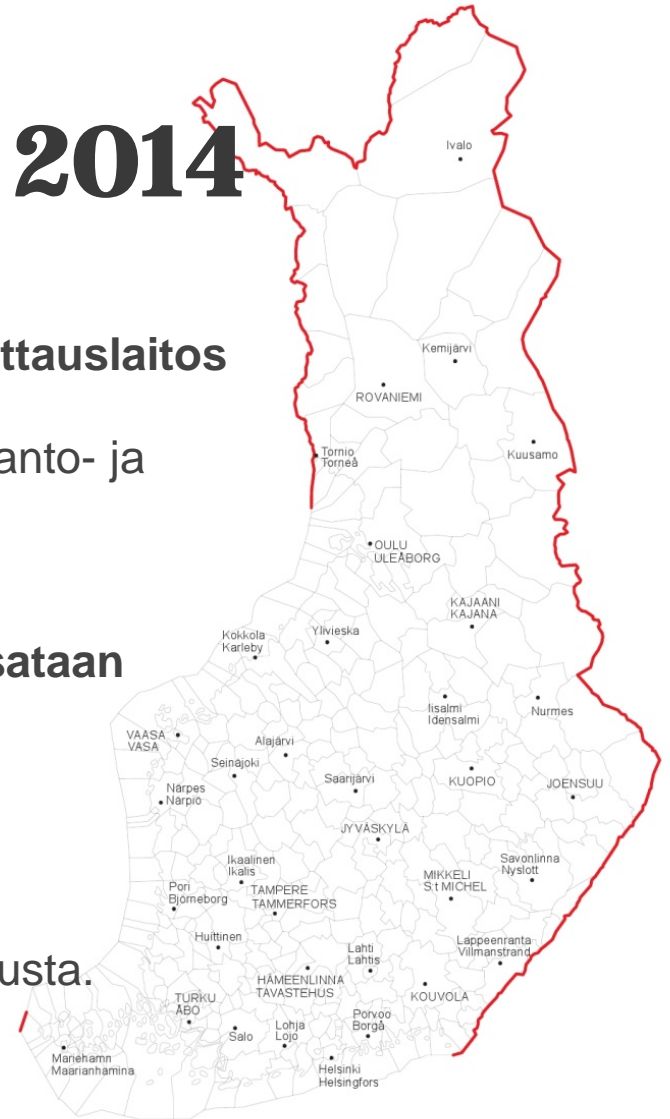 2014
ttauslaitos
anto- ja
sataan
usta.
Ivalo
Kemijärvi
ROVANIEMI
Tornio
Torneå
Kuusamo
OULU
ULEÅBORG
KAJAANI
KAJANA
Kokkola
Karleby
Ylivieska
Iisalmi
Idensalmi
Nurmes
VAASA
VASA
Alajärvi
Seinäjoki
Saarijärvi
KUOPIO
JOENSUU
Närpes
Närpiö
JYVÄSKYLÄ
Ikaalinen
Ikalis
Savonlinna
Nyslott
MIKKELI
S:t MICHEL
Pori
Björneborg
TAMPERE
TAMMERFORS
Huittinen
Lahti
Lahtis
Lappeenranta
Villmanstrand
HÄMEENLINNA
TAVASTEHUS
KOUVOLA
TURKU
ÅBO
Salo
Lohja
Lojo
Porvoo
Borgå
Mariehamn
Maarianhamina
Helsinki
Helsingfors